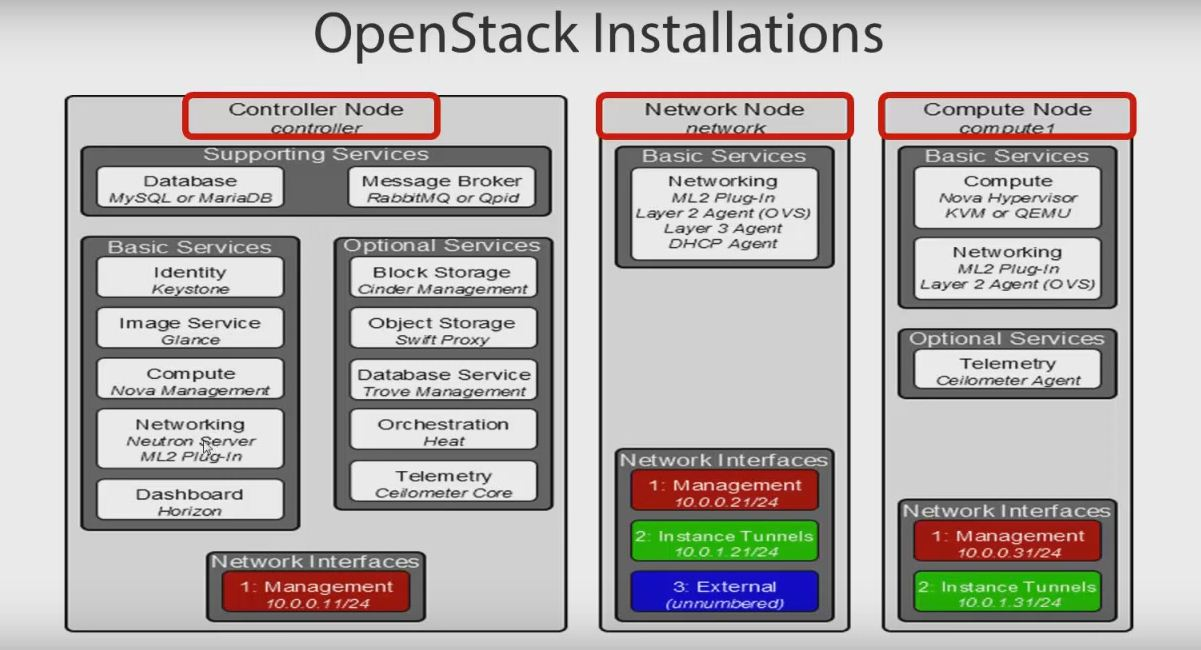 OpenStack Installations
Controller Node
controller
Supporting Services
Database
MySQL or MariaDB
Message Broker
RabbitMQ or Qpid
Basic Services
Identity
Keystone
Image Service
Glance
Compute
Nova Management
Networking
Neutron Server
ML2 Plug-In
Dashboard
Horizon
Optional Services
Block Storage
Cinder Management
Object Storage
Swift Proxy
Database Service
Trove Management
Orchestration
Heat
Telemetry
Ceilometer Core
Network Interfaces
1: Management
10.0.0.11/24
Network Node
network
Basic Services
Networking
ML2 Plug-In
Layer 2 Agent (OVS)
Layer 3 Agent
DHCP Agent
Network Interfaces
1: Management
10.0.0.21/24
2: Instance Tunnels
10.0.1.21/24
3: External
(unnumbered)
Compute Node
compute1
Basic Services
Compute
Nova Hypervisor
KVM or QEMU
Networking
ML2 Plug-In
Layer 2 Agent (OVS)
Optional Services
Telemetry
Ceilometer Agent
Network Interfaces
1: Management
10.0.0.31/24
2: Instance Tunnels
10.0.1.31/24